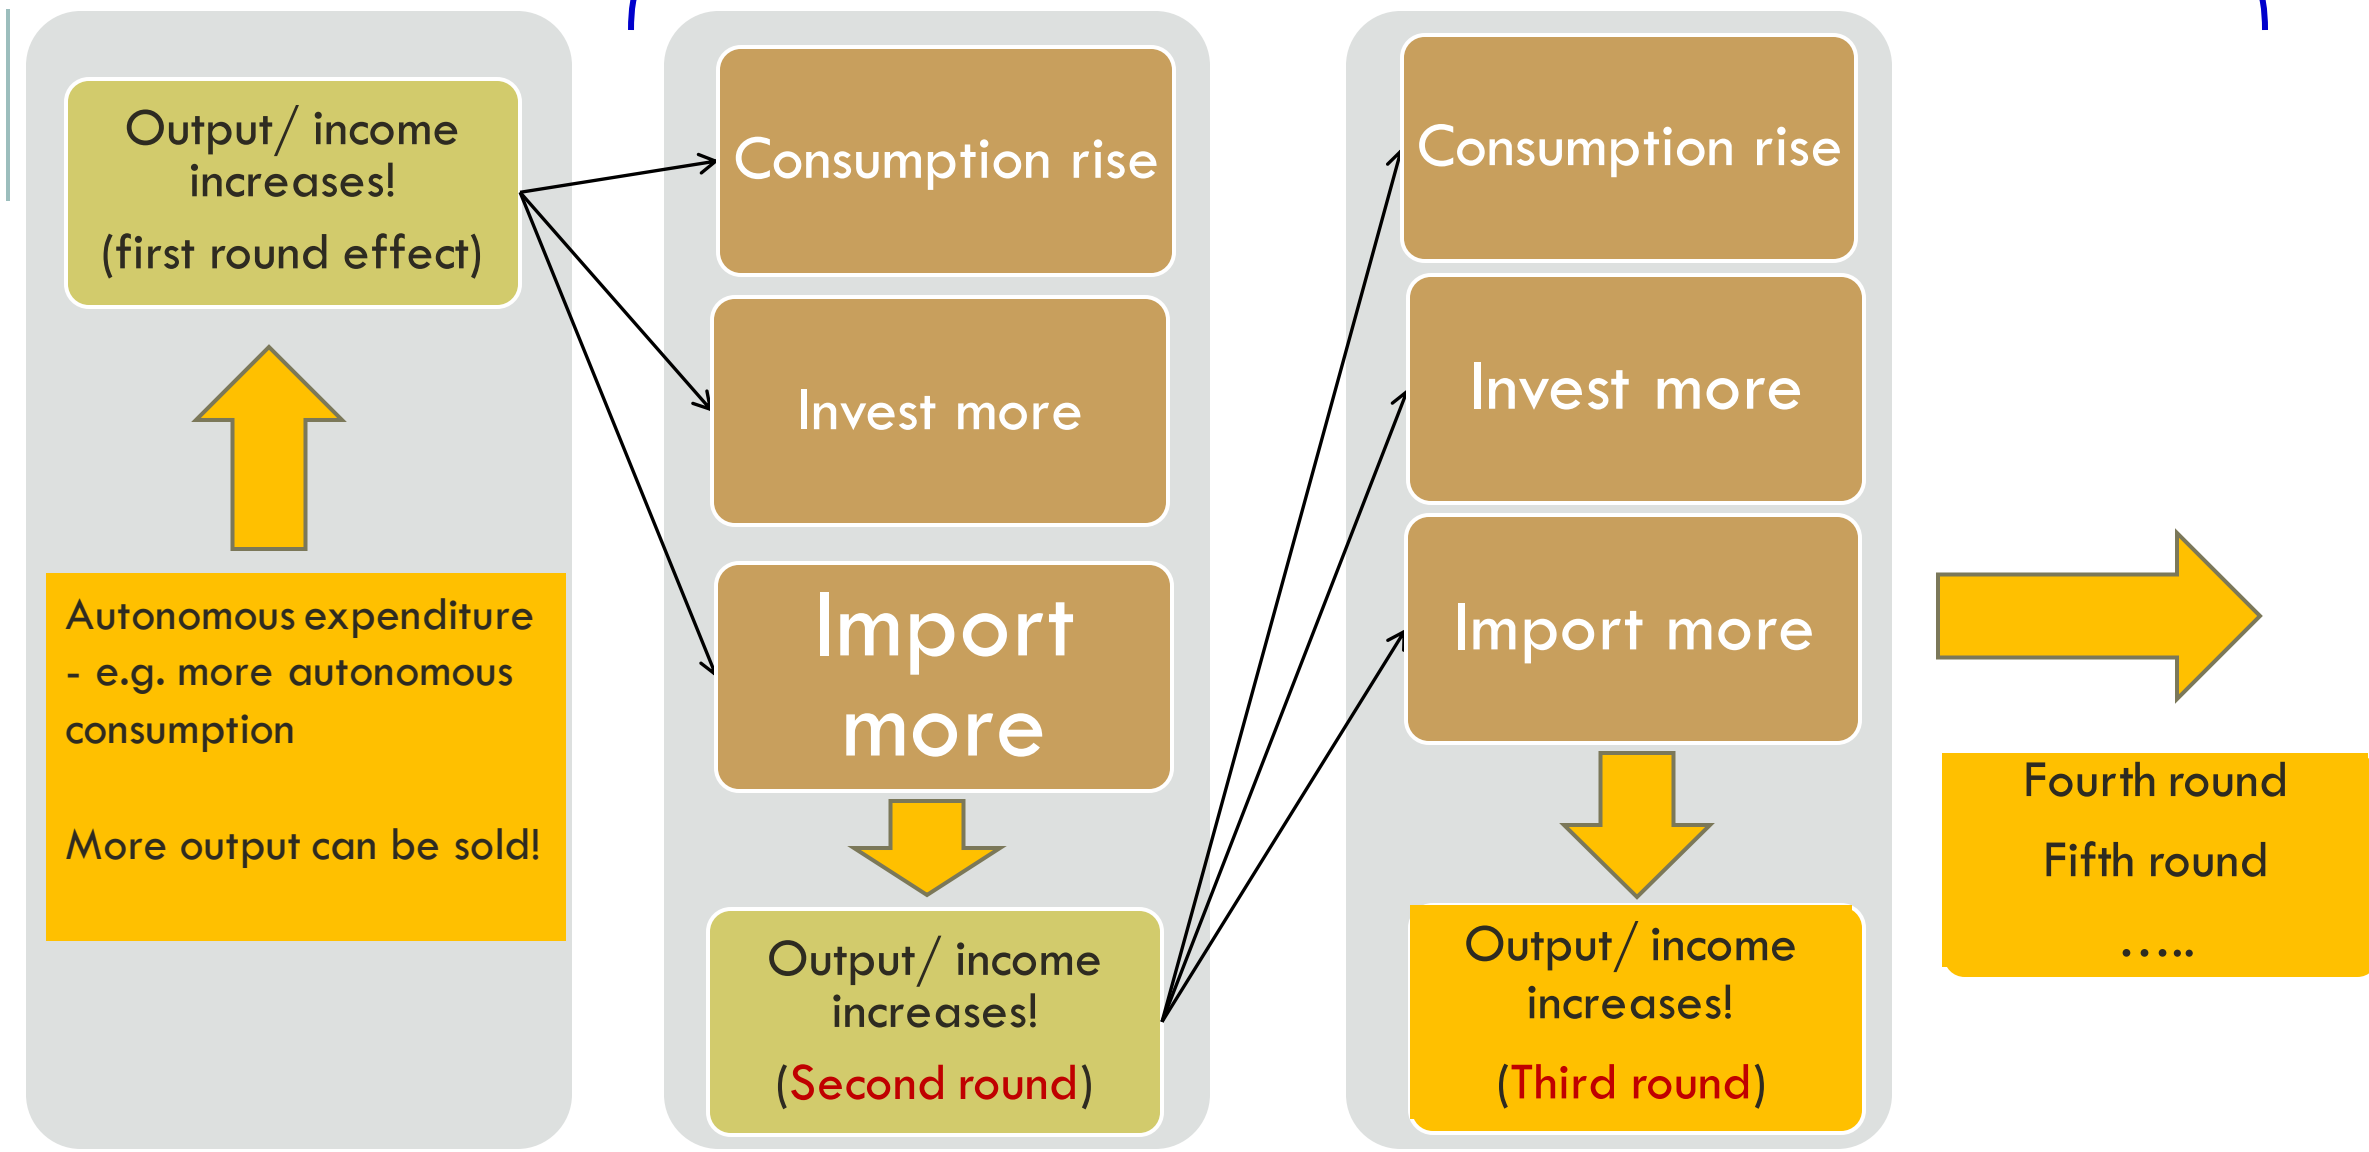 Output/ income
increases!
(first round effect)
Autonomous expenditure
- e.g. more autonomous
consumption
More output can be sold!
Consumption rise
Invest more
Import
more
Output/ income
increases!
(Second round)
Consumption rise
Invest more
Import more
Output/ income
increases!
(Third round)
Fourth round
Fifth round
.....